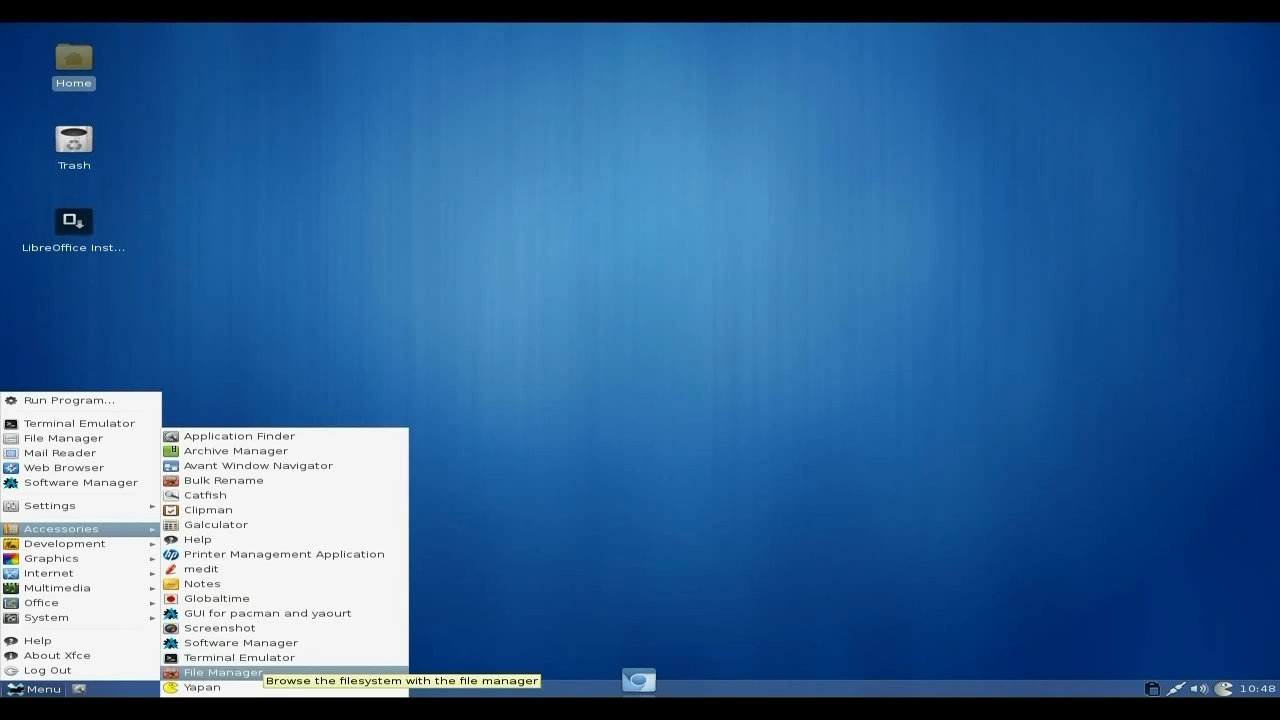 Home
Trash
LibreOffice Inst...
Run Program...
Terminal Emulator
File Manager
Mail Reader
Web Browser
Software Manager
Settings
Accessories
Development
Graphics
Internet
Multimedia
Office
System
Help
About Xfce
Log Out
Application Finder
Archive Manager
Avant Window Navigator
Bulk Rename
Catfish
Clipman
Galculator
Help
Printer Management Application
medit
Notes
Globaltime
GUI for pacman and yaourt
Screenshot
Software Manager
Terminal Emulator
File Manager
Yapan
Browse the filesystem with the file manager
Menu
10:48